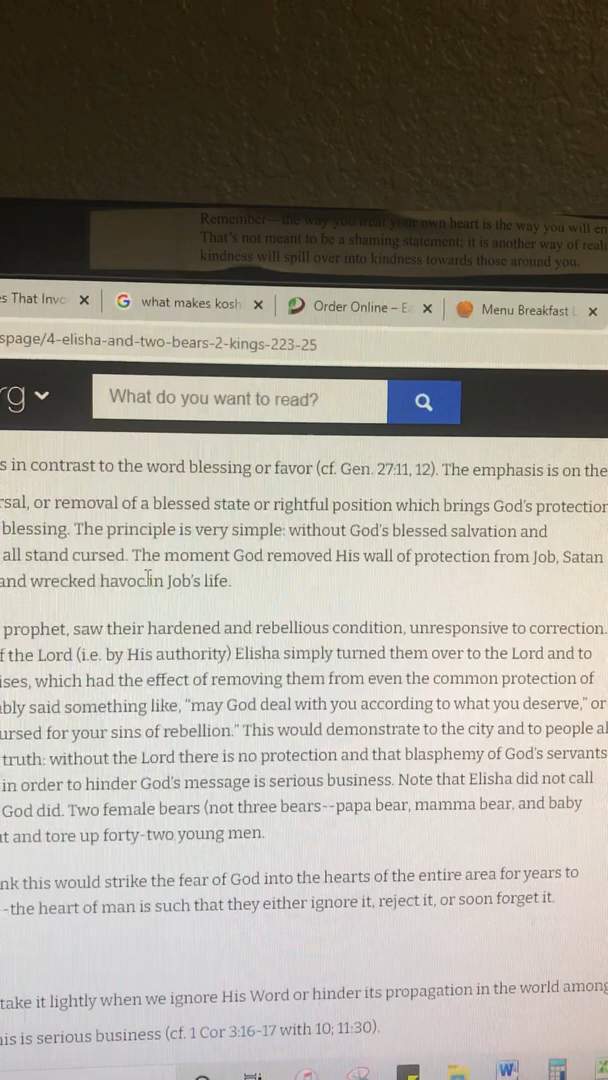 Remember—the way you treat your own heart is the way you will en
That's not meant to be a shaming statement; it is another way of reali
kindness will spill over into kindness towards those around you.
s That Invo
what makes kosh
Order Online – Ea
Menu Breakfast L
spage/4-elisha-and-two-bears-2-kings-223-25
rg
What do you want to read?
s in contrast to the word blessing or favor (cf. Gen. 27:11, 12). The emphasis is on the
rsal, or removal of a blessed state or rightful position which brings God's protection
blessing. The principle is very simple: without God's blessed salvation and
all stand cursed. The moment God removed His wall of protection from Job, Satan
and wrecked havoc in Job's life.
prophet, saw their hardened and rebellious condition, unresponsive to correction.
f the Lord (i.e. by His authority) Elisha simply turned them over to the Lord and to
ises, which had the effect of removing them from even the common protection of
bly said something like, "may God deal with you according to what you deserve," or
ursed for your sins of rebellion." This would demonstrate to the city and to people al
truth: without the Lord there is no protection and that blasphemy of God's servants
in order to hinder God's message is serious business. Note that Elisha did not call
God did. Two female bears (not three bears--papa bear, mamma bear, and baby
ut and tore up forty-two young men.
nk this would strike the fear of God into the hearts of the entire area for years to
-the heart of man is such that they either ignore it, reject it, or soon forget it.
take it lightly when we ignore His Word or hinder its propagation in the world among
his is serious business (cf. 1 Cor 3:16-17 with 10; 11:30).